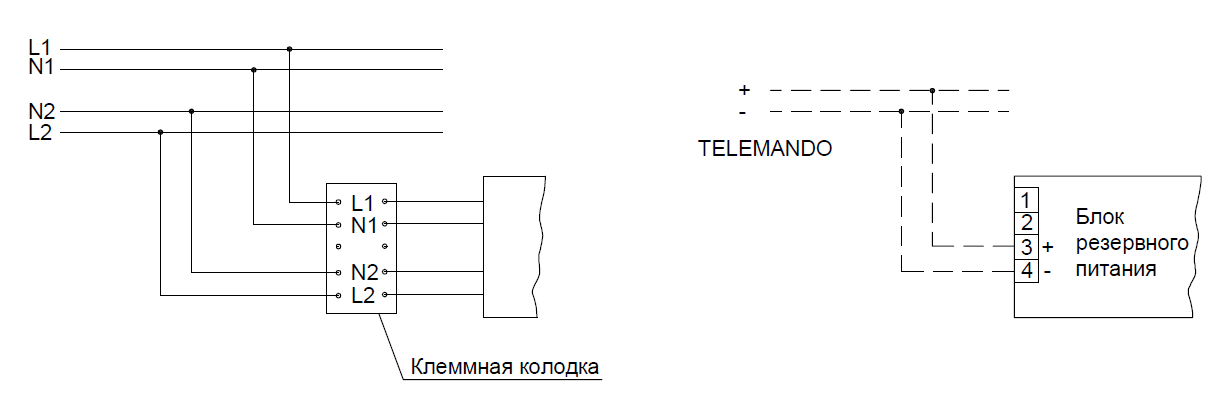 L1
N1
N2
L2
L1
N1
N2
L2
Клеммная колодка
+
-
TELEMANDO
1
2
3 +
4 -
Блок
резервного
питания